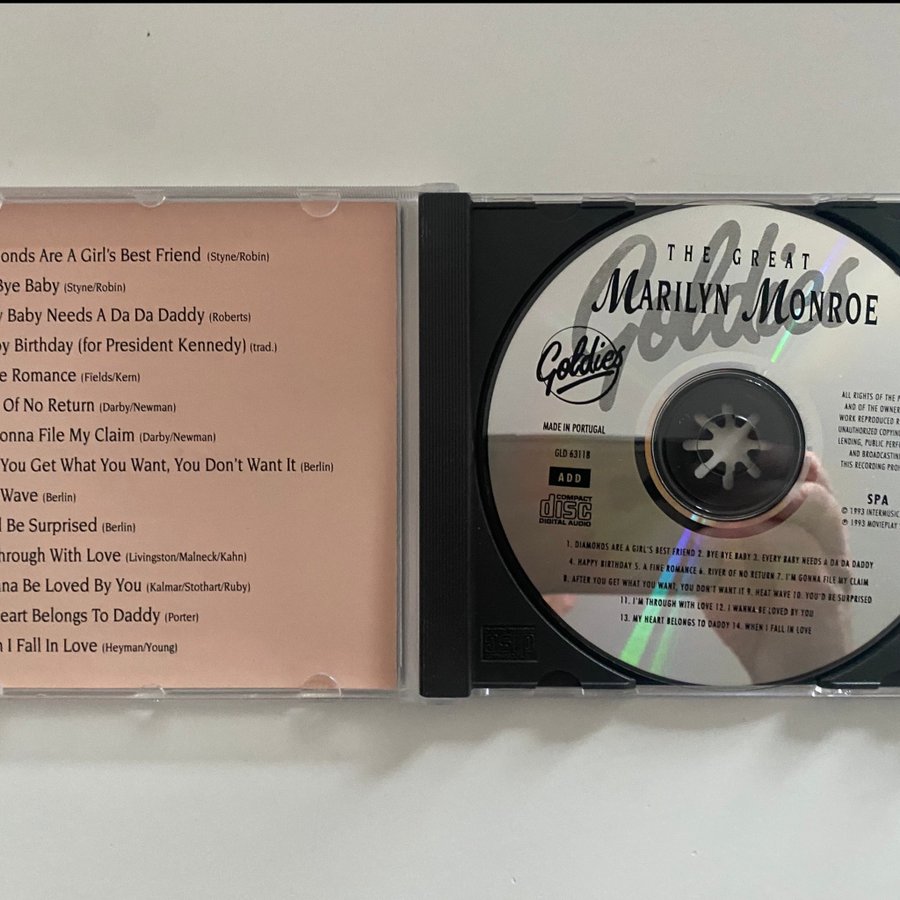 onds Are A Girl's Best Friend (Styne/Robin)
Bye Baby (Styne/Robin)
Baby Needs A Da Da Daddy (Roberts)
y Birthday (for President Kennedy) (trad.)
e Romance (Fields/Kern)
Of No Return (Darby/Newman)
onna File My Claim (Darby/Newman)
You Get What You Want, You Don't Want It (Berlin)
Wave (Berlin)
Be Surprised (Berlin)
hrough With Love (Livingston/Malneck/Kahn)
nna Be Loved By You (Kalmar/Stothart/Ruby)
eart Belongs To Daddy (Porter)
I Fall In Love (Heyman/Young)
Goldies
THE GREAT
MARILYN MONROE
Goldies
MADE IN PORTUGAL
GLD 63118
ADD
COMPACT
disc
DIGITAL AUDIO
ALL RIGHTS OF THE P
AND OF THE OWNER
WORK REPRODUCED R
UNAUTHORIZED COPYIN
LENDING, PUBLIC PERF
AND BROADCASTIN
THIS RECORDING PROH
SPA
© 1993 INTERMUSIC
℗ 1993 MOVIEPLAY
1. DIAMONDS ARE A GIRL'S BEST FRIEND 2. BYE BYE BABY 3. EVERY BABY NEEDS A DA DA DADDY
4. HAPPY BIRTHDAY 5. A FINE ROMANCE 6. RIVER OF NO RETURN 7. I'M GONNA FILE MY CLAIM
8. AFTER YOU GET WHAT YOU WANT, YOU DON'T WANT IT 9. HEAT WAVE 10. YOU'D BE SURPRISED
11. I'M THROUGH WITH LOVE 12. I WANNA BE LOVED BY YOU
13. MY HEART BELONGS TO DADDY 14. WHEN I FALL IN LOVE